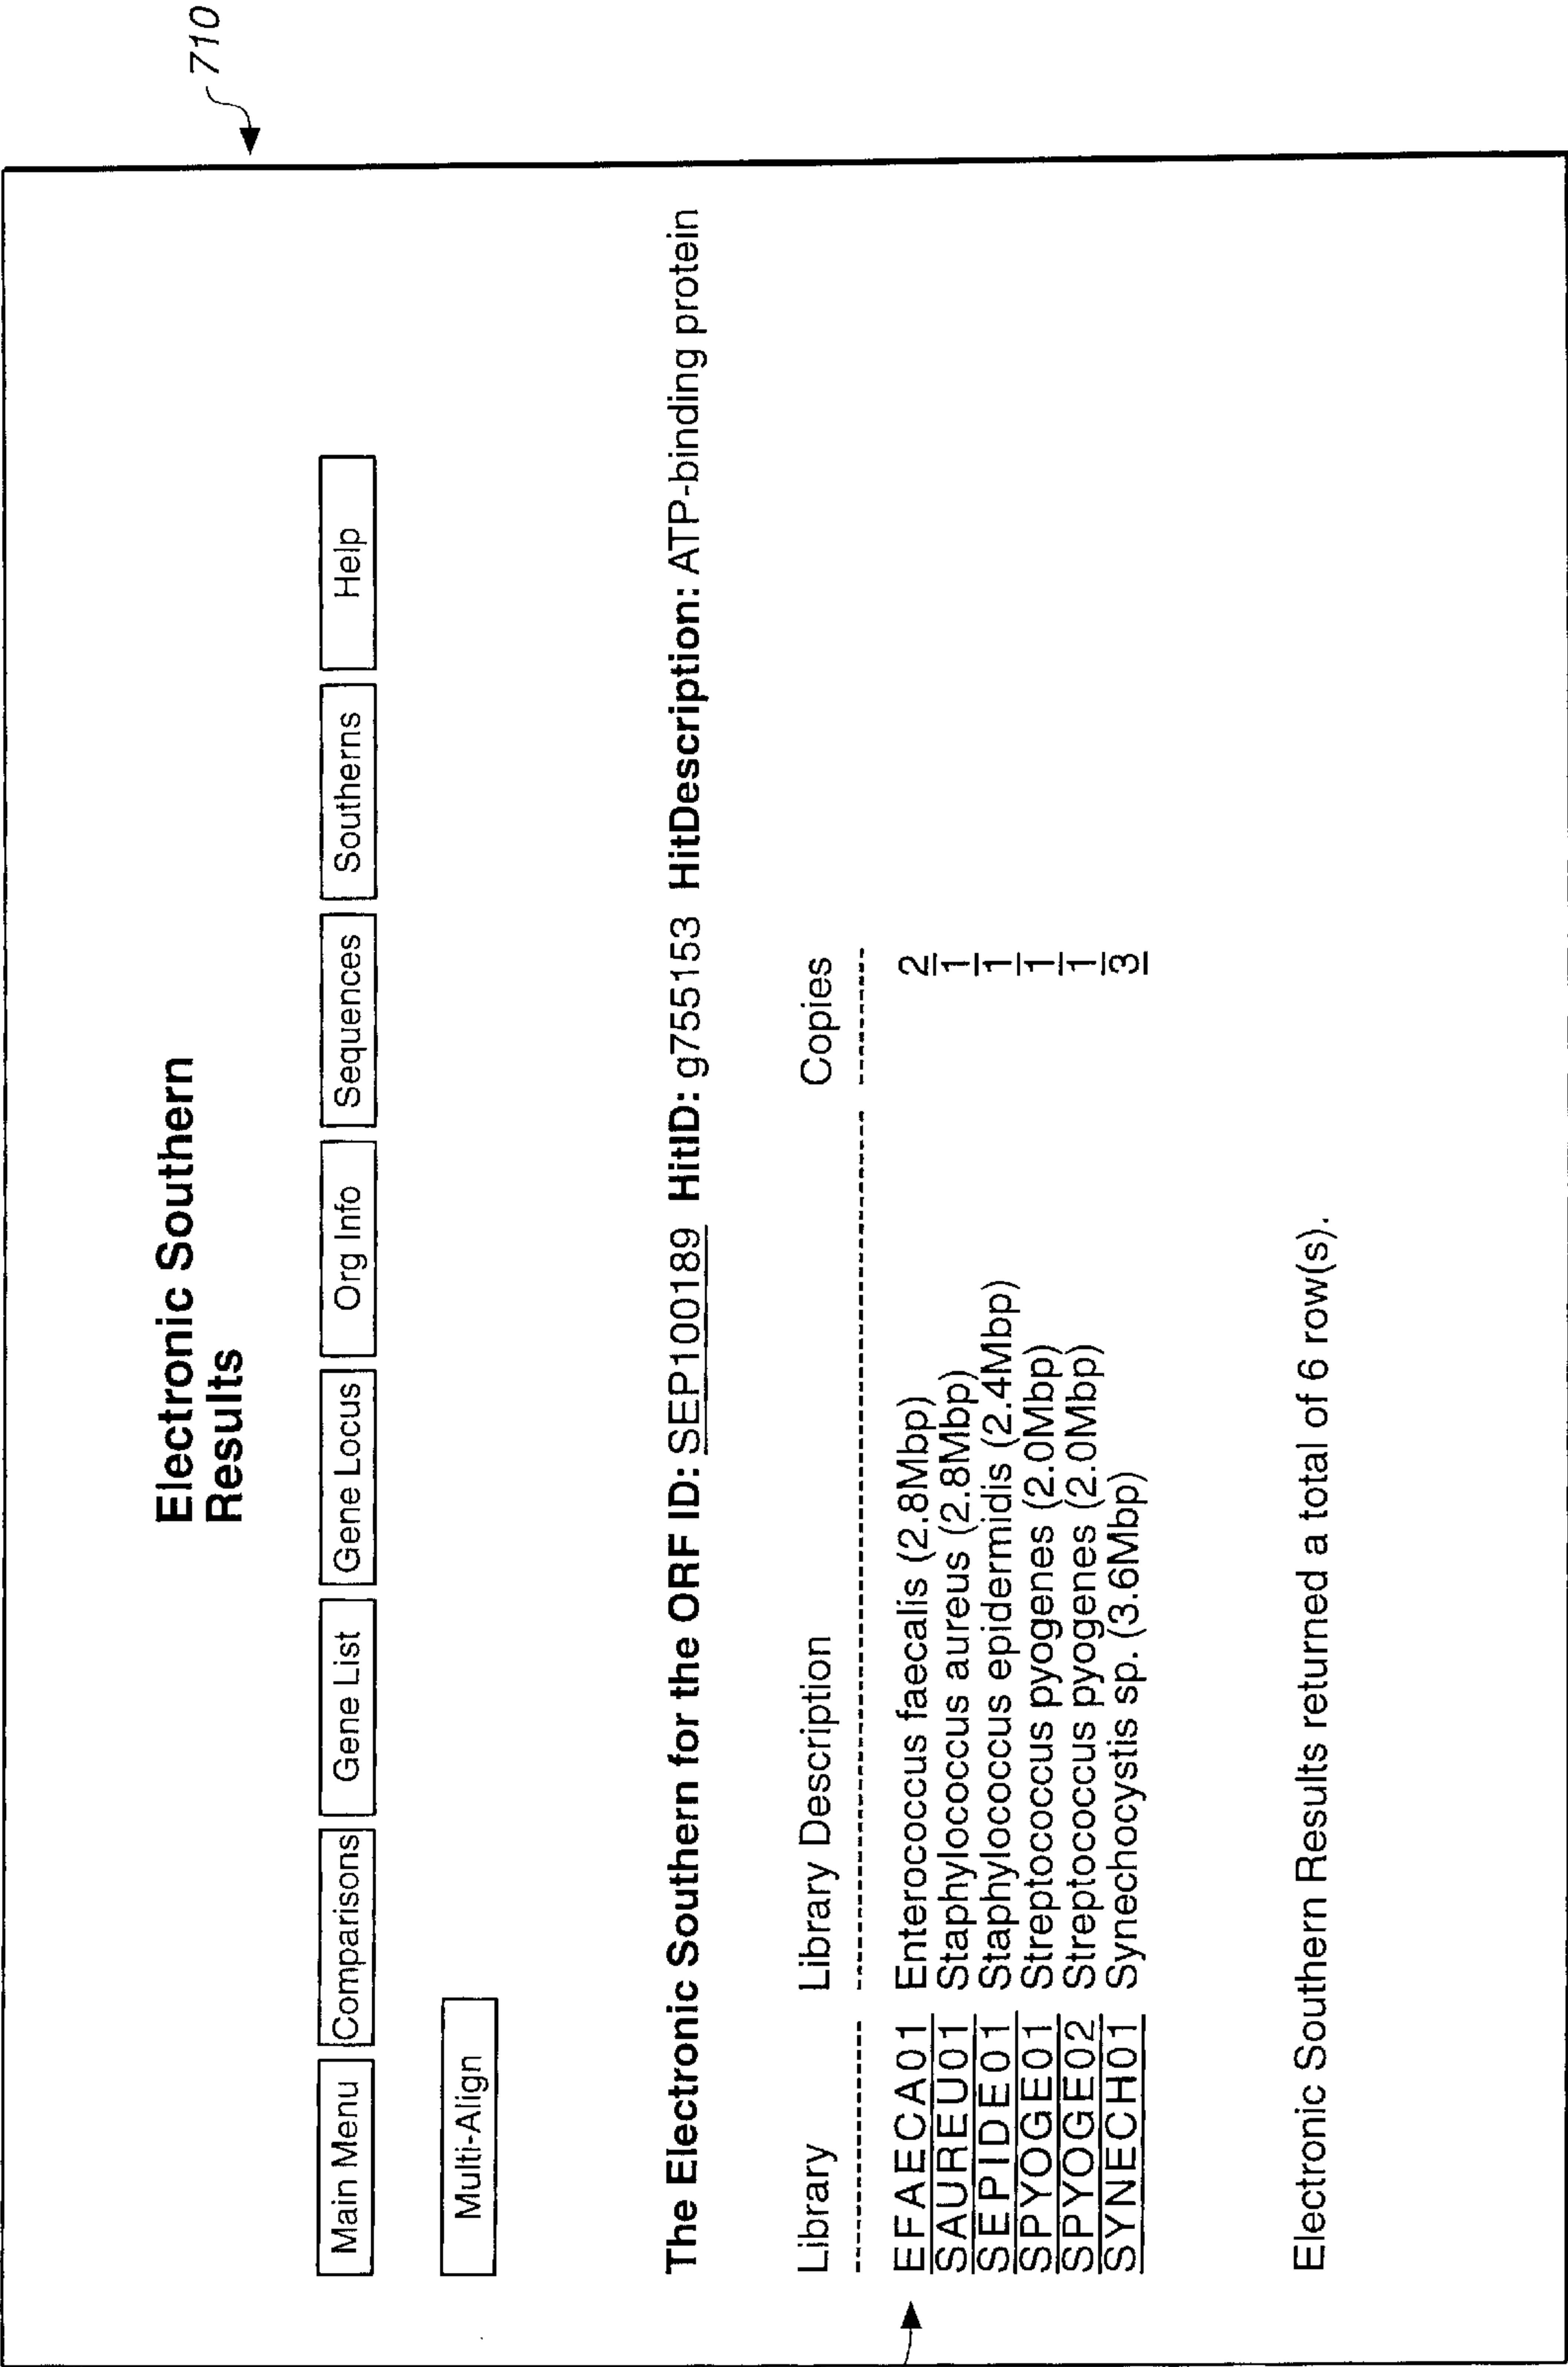 710
Electronic Southern
Results
Main Menu Comparisons Gene List Gene Locus Org Info Sequences Southerns Help
Multi-Align
The Electronic Southern for the ORF ID: SEP100189 HitID: g755153 HitDescription: ATP-binding protein
Library Library Description Copies
EFAECA01 Enterococcus faecalis (2.8Mbp) 2
SAUREU01 Staphylococcus aureus (2.8Mbp) 1
SEPIDE01 Staphylococcus epidermidis (2.4Mbp) 1
SPYOGE01 Streptococcus pyogenes (2.0Mbp) 1
SPYOGE02 Streptococcus pyogenes (2.0Mbp) 1
SYNECH01 Synechocystis sp. (3.6Mbp) 3
Electronic Southern Results returned a total of 6 row(s).